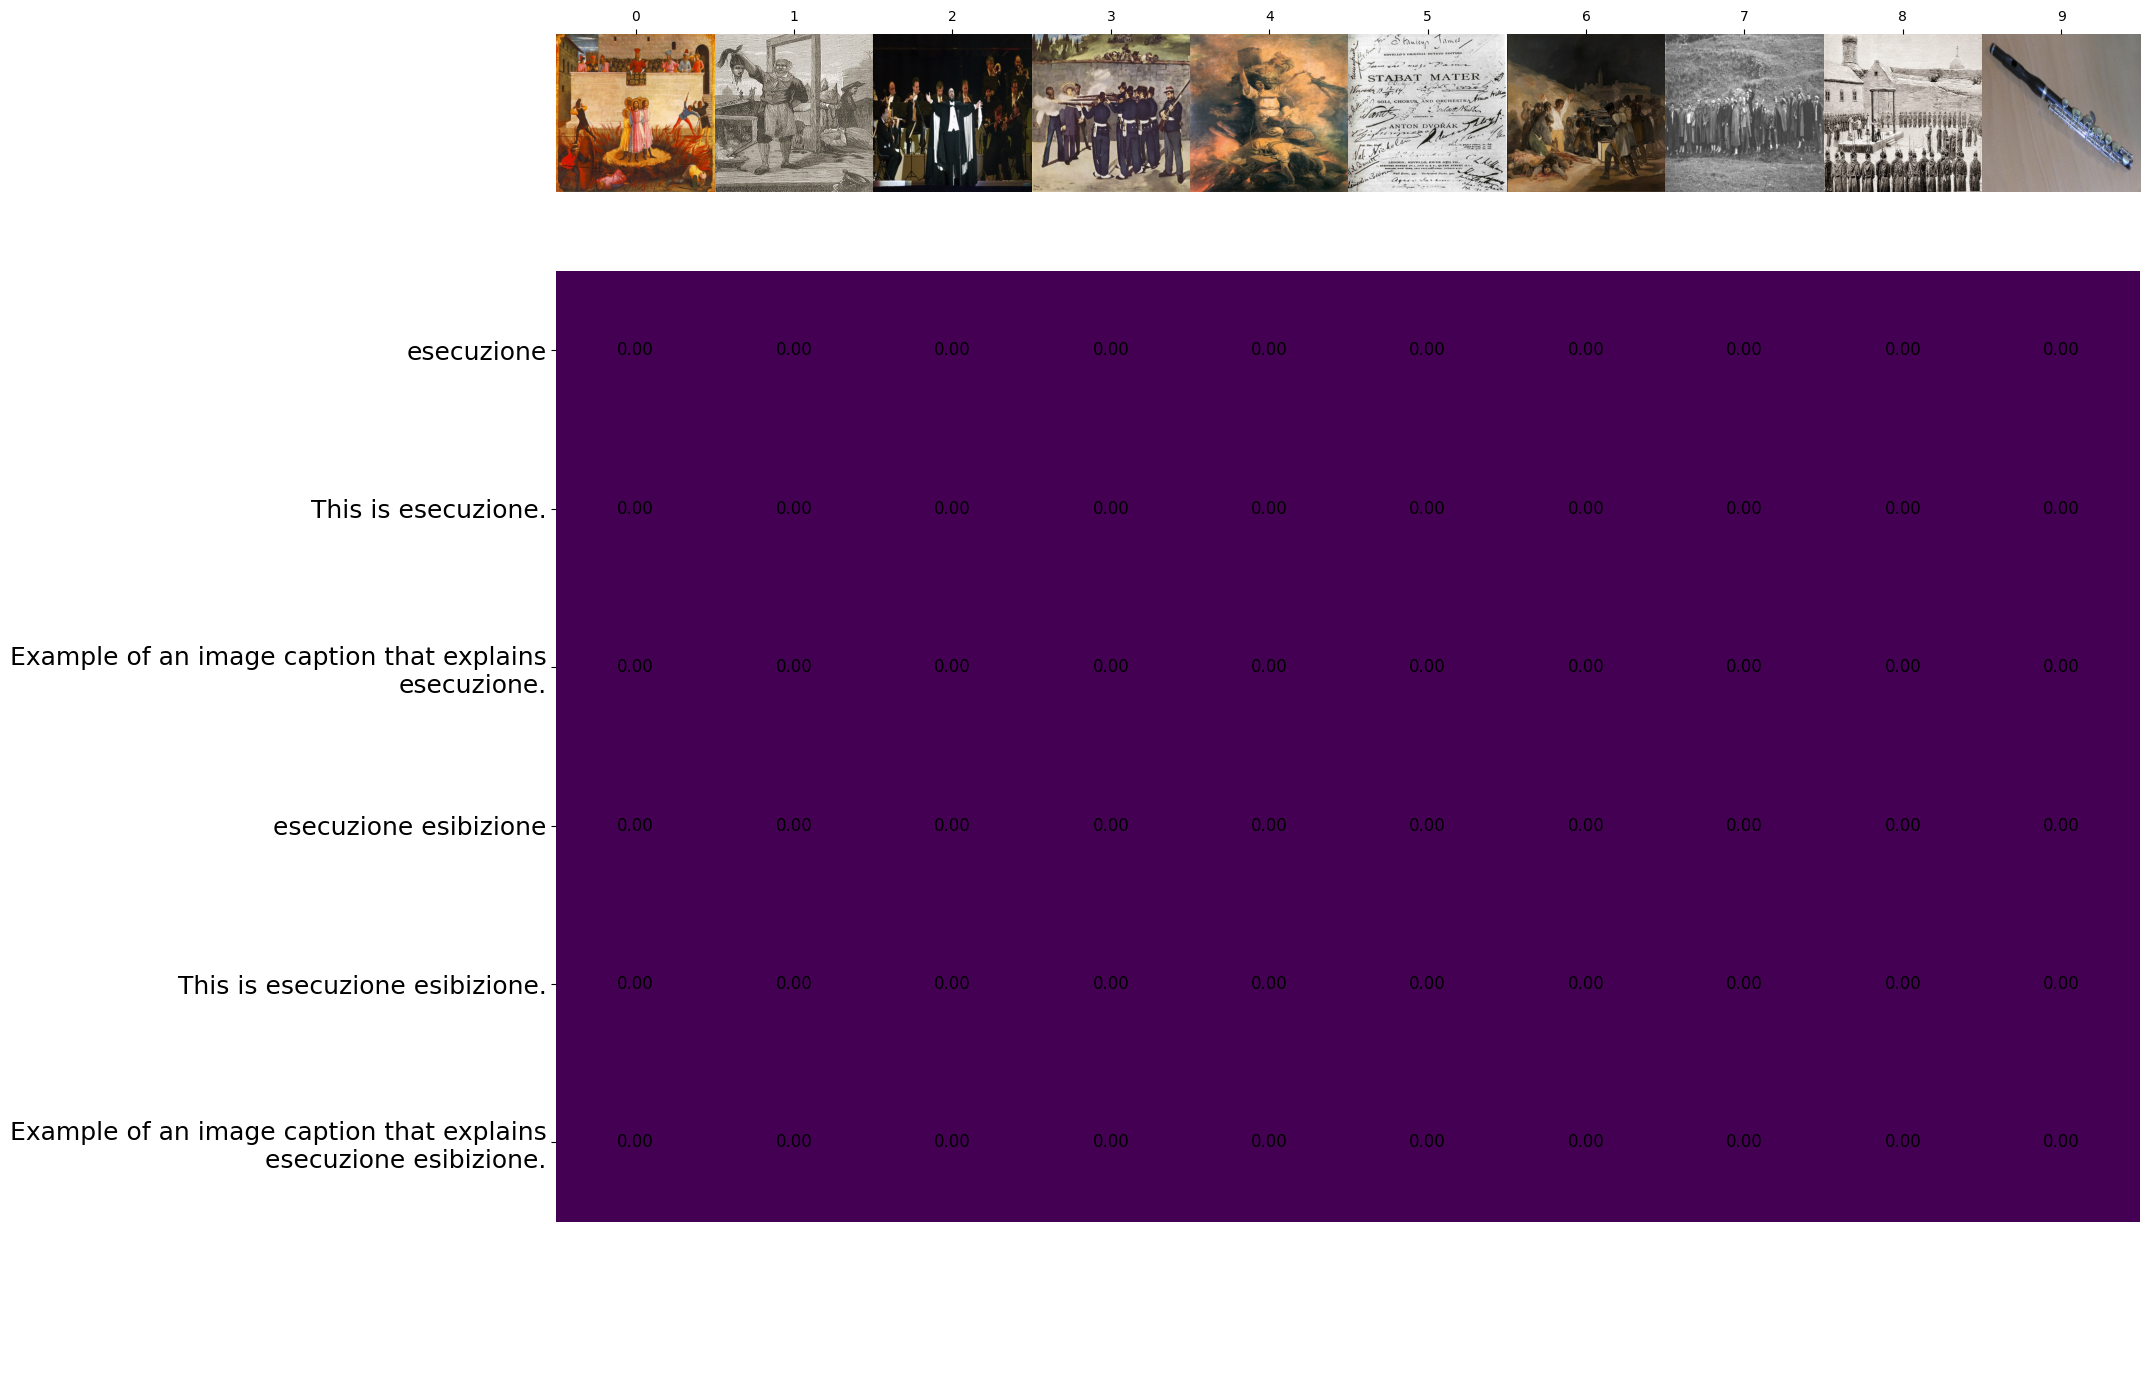 0 1 2 3 4 5 6 7 8 9
STABAT MATER
SOLI, CHORUS, AND ORCHESTRA
ANTON DVOŘÁK
esecuzione 0.00 0.00 0.00 0.00 0.00 0.00 0.00 0.00 0.00 0.00
This is esecuzione. 0.00 0.00 0.00 0.00 0.00 0.00 0.00 0.00 0.00 0.00
Example of an image caption that explains
esecuzione. 0.00 0.00 0.00 0.00 0.00 0.00 0.00 0.00 0.00 0.00
esecuzione esibizione 0.00 0.00 0.00 0.00 0.00 0.00 0.00 0.00 0.00 0.00
This is esecuzione esibizione. 0.00 0.00 0.00 0.00 0.00 0.00 0.00 0.00 0.00 0.00
Example of an image caption that explains
esecuzione esibizione. 0.00 0.00 0.00 0.00 0.00 0.00 0.00 0.00 0.00 0.00